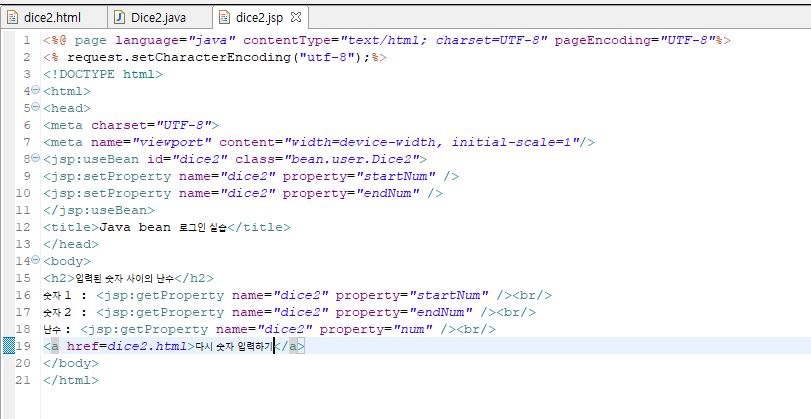 dice2.html Dice2.java dice2.jsp
1 <%@ page language="java" contentType="text/html; charset=UTF-8" pageEncoding="UTF-8"%>
2 <% request.setCharacterEncoding("utf-8");%>
3 <!DOCTYPE html>
4 <html>
5 <head>
6 <meta charset="UTF-8">
7 <meta name="viewport" content="width=device-width, initial-scale=1"/>
8 <jsp:useBean id="dice2" class="bean.user.Dice2">
9 <jsp:setProperty name="dice2" property="startNum" />
10 <jsp:setProperty name="dice2" property="endNum" />
11 </jsp:useBean>
12 <title>Java bean 로그인 실습</title>
13 </head>
14 <body>
15 <h2>입력된 숫자 사이의 난수</h2>
16 숫자1 : <jsp:getProperty name="dice2" property="startNum" /><br/>
17 숫자2 : <jsp:getProperty name="dice2" property="endNum" /><br/>
18 난수 : <jsp:getProperty name="dice2" property="num" /><br/>
19 <a href=dice2.html>다시 숫자 입력하기</a>
20 </body>
21 </html>